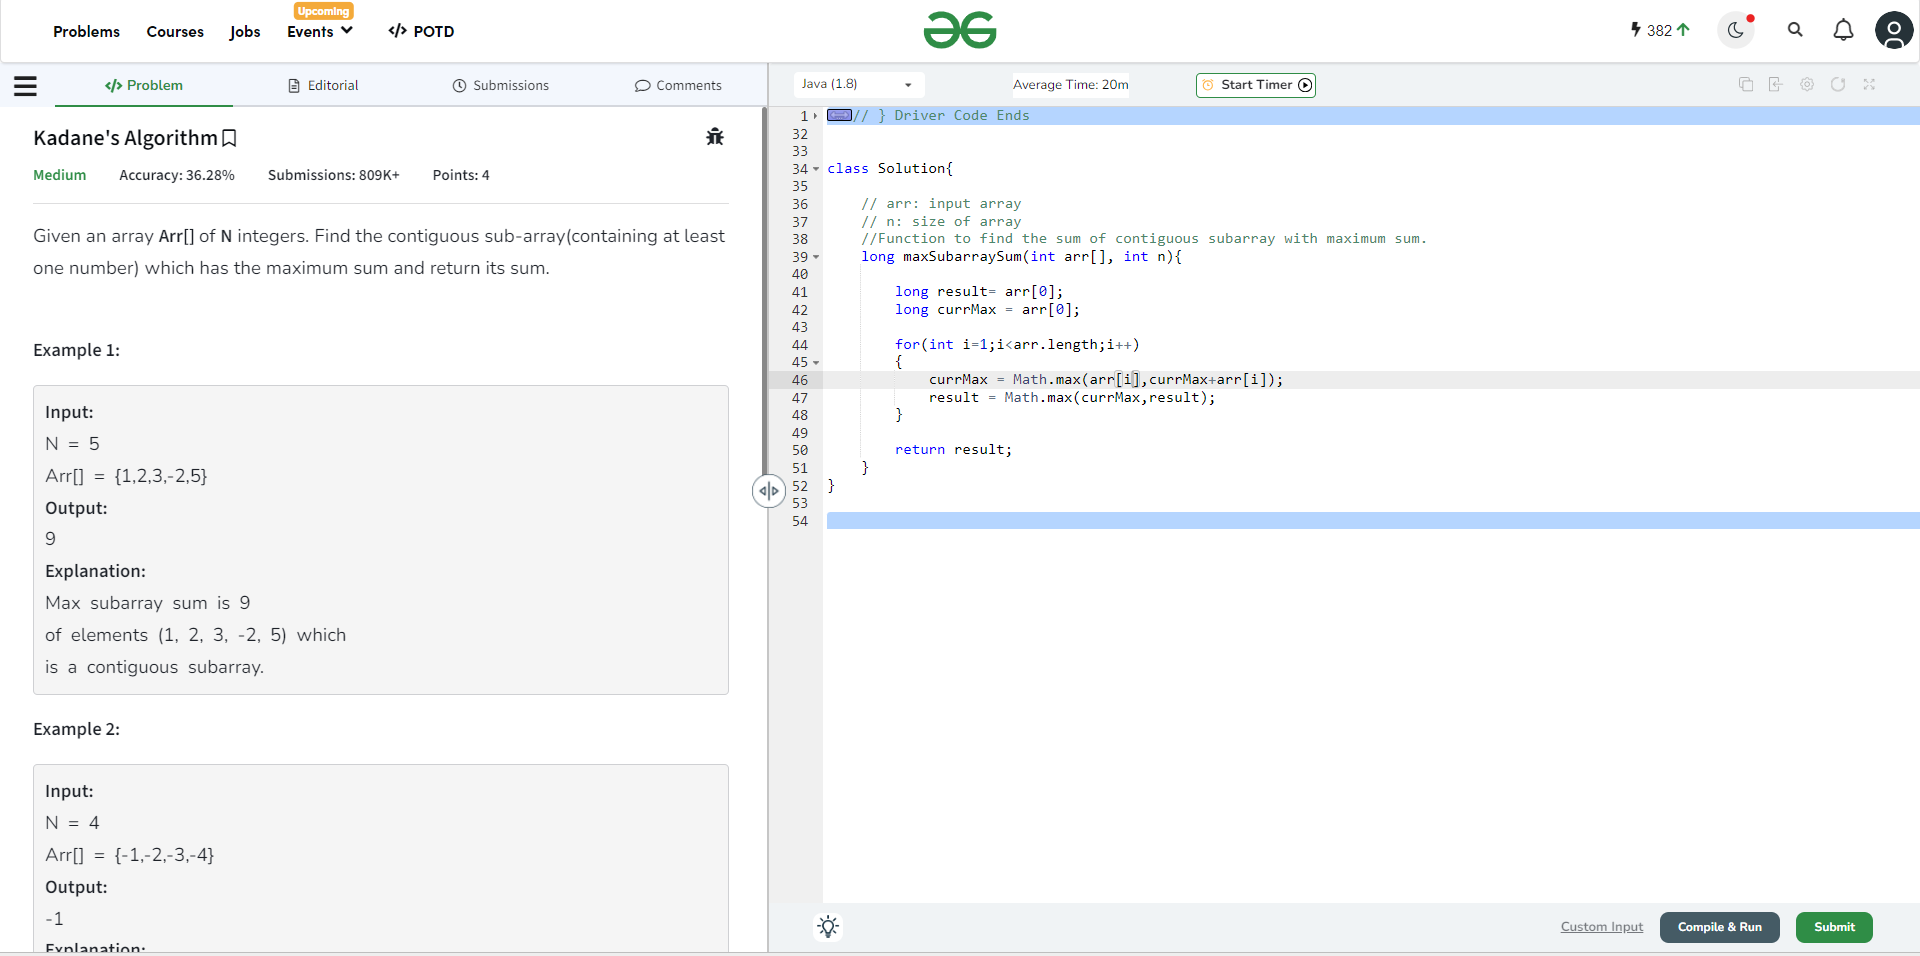 Problems
Courses
Jobs
Upcoming
Events
</> POTD
382
</> Problem
Editorial
Submissions
Comments
Kadane's Algorithm
Medium
Accuracy: 36.28%
Submissions: 809K+
Points: 4
Given an array Arr[] of N integers. Find the contiguous sub-array(containing at least
one number) which has the maximum sum and return its sum.
Example 1:
Input:
N = 5
Arr[] = {1,2,3,-2,5}
Output:
9
Explanation:
Max subarray sum is 9
of elements (1, 2, 3, -2, 5) which
is a contiguous subarray.
Example 2:
Input:
N = 4
Arr[] = {-1,-2,-3,-4}
Output:
-1
Explanation:
Java (1.8)
Average Time: 20m
Start Timer
1 // } Driver Code Ends
32
33
34 class Solution{
35
36 // arr: input array
37 // n: size of array
38 //Function to find the sum of contiguous subarray with maximum sum.
39 long maxSubarraySum(int arr[], int n){
40
41 long result= arr[0];
42 long currMax = arr[0];
43
44 for(int i=1;i<arr.length;i++)
45 {
46 currMax = Math.max(arr[i],currMax+arr[i]);
47 result = Math.max(currMax,result);
48 }
49
50 return result;
51 }
52 }
53
54
Custom Input
Compile & Run
Submit